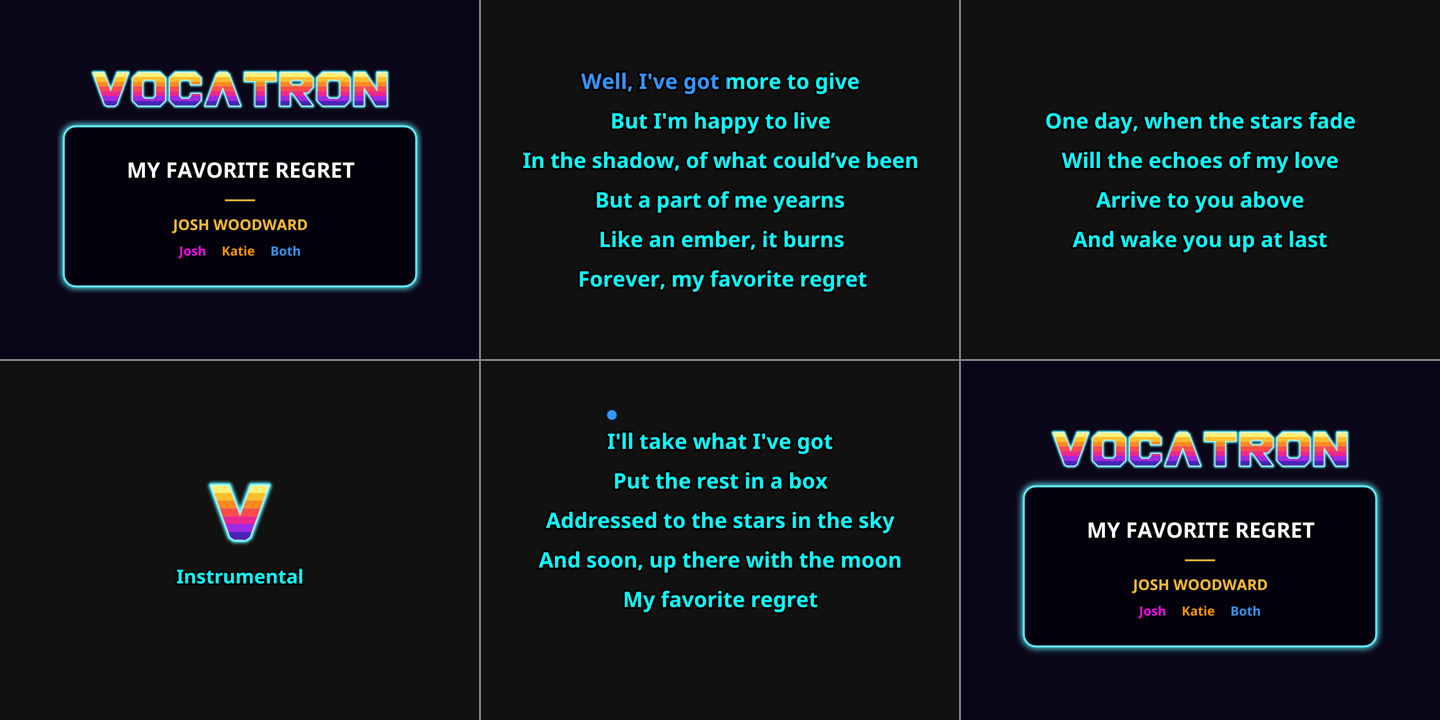 VOCATRON
MY FAVORITE REGRET
JOSH WOODWARD
Josh Katie Both
Well, I've got more to give
But I'm happy to live
In the shadow, of what could’ve been
But a part of me yearns
Like an ember, it burns
Forever, my favorite regret
One day, when the stars fade
Will the echoes of my love
Arrive to you above
And wake you up at last
V
Instrumental
I'll take what I've got
Put the rest in a box
Addressed to the stars in the sky
And soon, up there with the moon
My favorite regret
VOCATRON
MY FAVORITE REGRET
JOSH WOODWARD
Josh Katie Both